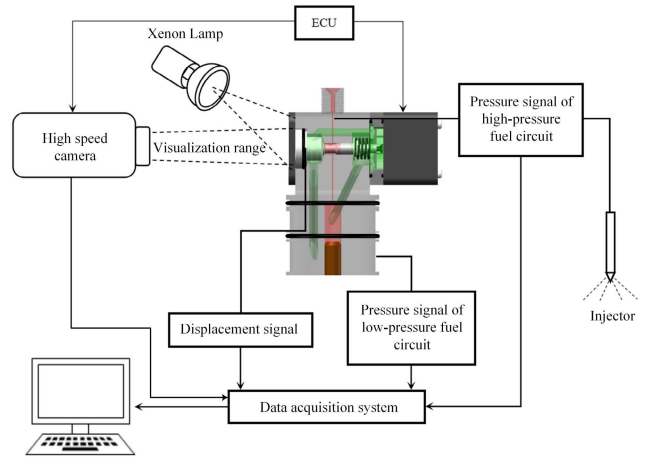 ECU
Xenon Lamp
High speed
camera
Visualization range
Pressure signal of
high-pressure
fuel circuit
Injector
Displacement signal
Pressure signal of
low-pressure fuel
circuit
Data acquisition system